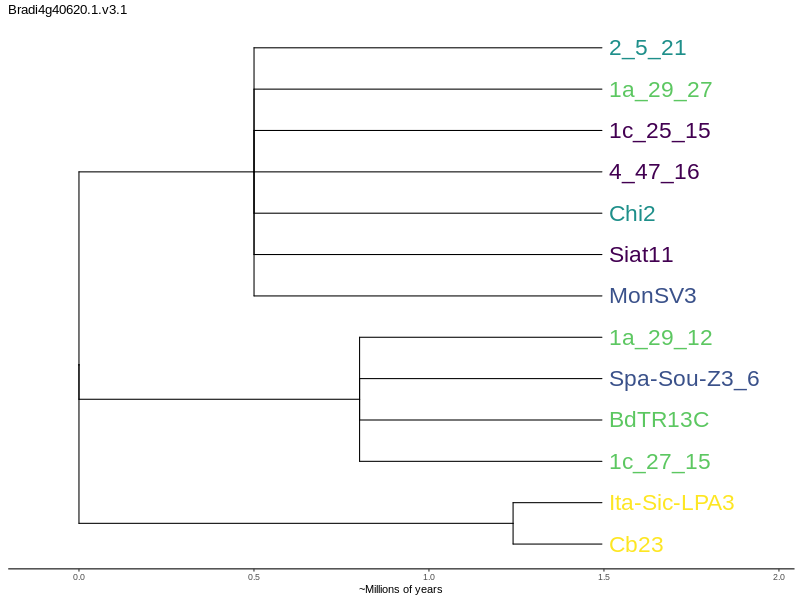 Bradi4g40620.1.v3.1
2_5_21
1a_29_27
1c_25_15
4_47_16
Chi2
Siat11
MonSV3
1a_29_12
Spa-Sou-Z3_6
BdTR13C
1c_27_15
Ita-Sic-LPA3
Cb23
0.0 0.5 1.0 1.5 2.0
~Millions of years